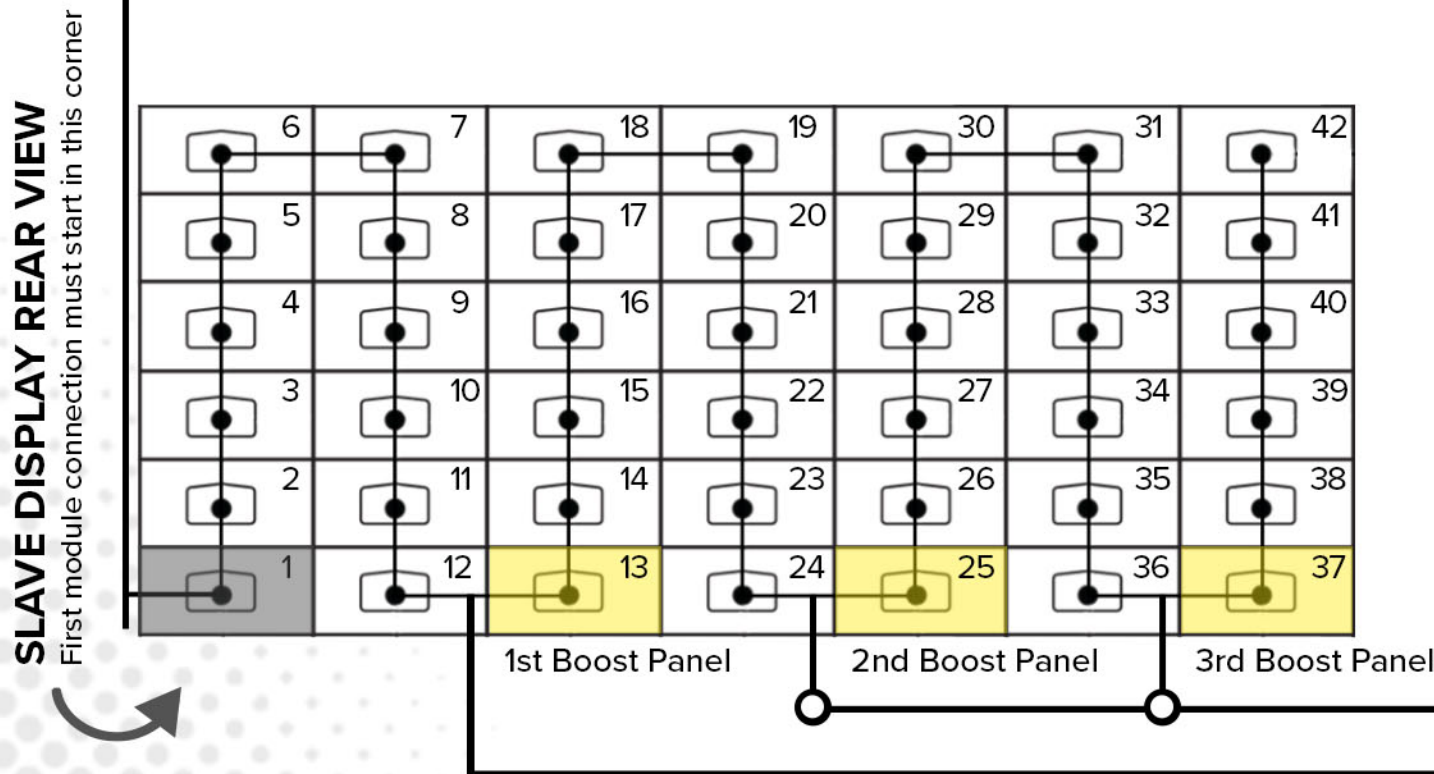 SLAVE DISPLAY REAR VIEW
First module connection must start in this corner
6 7 18 19 30 31 42
5 8 17 20 29 32 41
4 9 16 21 28 33 40
3 10 15 22 27 34 39
2 11 14 23 26 35 38
1 12 13 24 25 36 37
1st Boost Panel 2nd Boost Panel 3rd Boost Panel